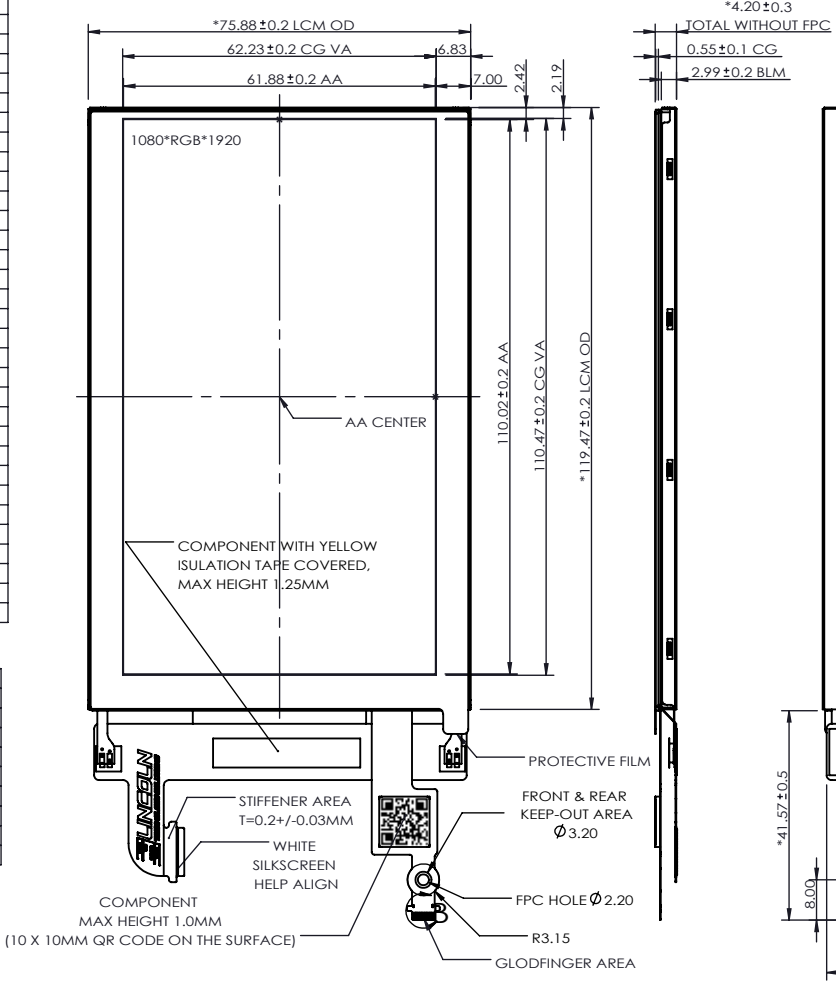 *75.88±0.2 LCM OD
62.23±0.2 CG VA
6.83
61.88±0.2 AA
7.00
2.42
2.19
*4.20±0.3
TOTAL WITHOUT FPC
0.55±0.1 CG
2.99±0.2 BLM
1080*RGB*1920
110.02±0.2 AA
110.47±0.2 CG VA
*119.47±0.2 LCM OD
AA CENTER
COMPONENT WITH YELLOW
ISULATION TAPE COVERED,
MAX HEIGHT 1.25MM
PROTECTIVE FILM
LINCOLN
STIFFENER AREA
T=0.2+/-0.03MM
WHITE
SILKSCREEN
HELP ALIGN
FRONT & REAR
KEEP-OUT AREA
Ø3.20
FPC HOLE Ø2.20
R3.15
GLODFINGER AREA
COMPONENT
MAX HEIGHT 1.0MM
(10 X 10MM QR CODE ON THE SURFACE)
*41.57±0.5
8.00